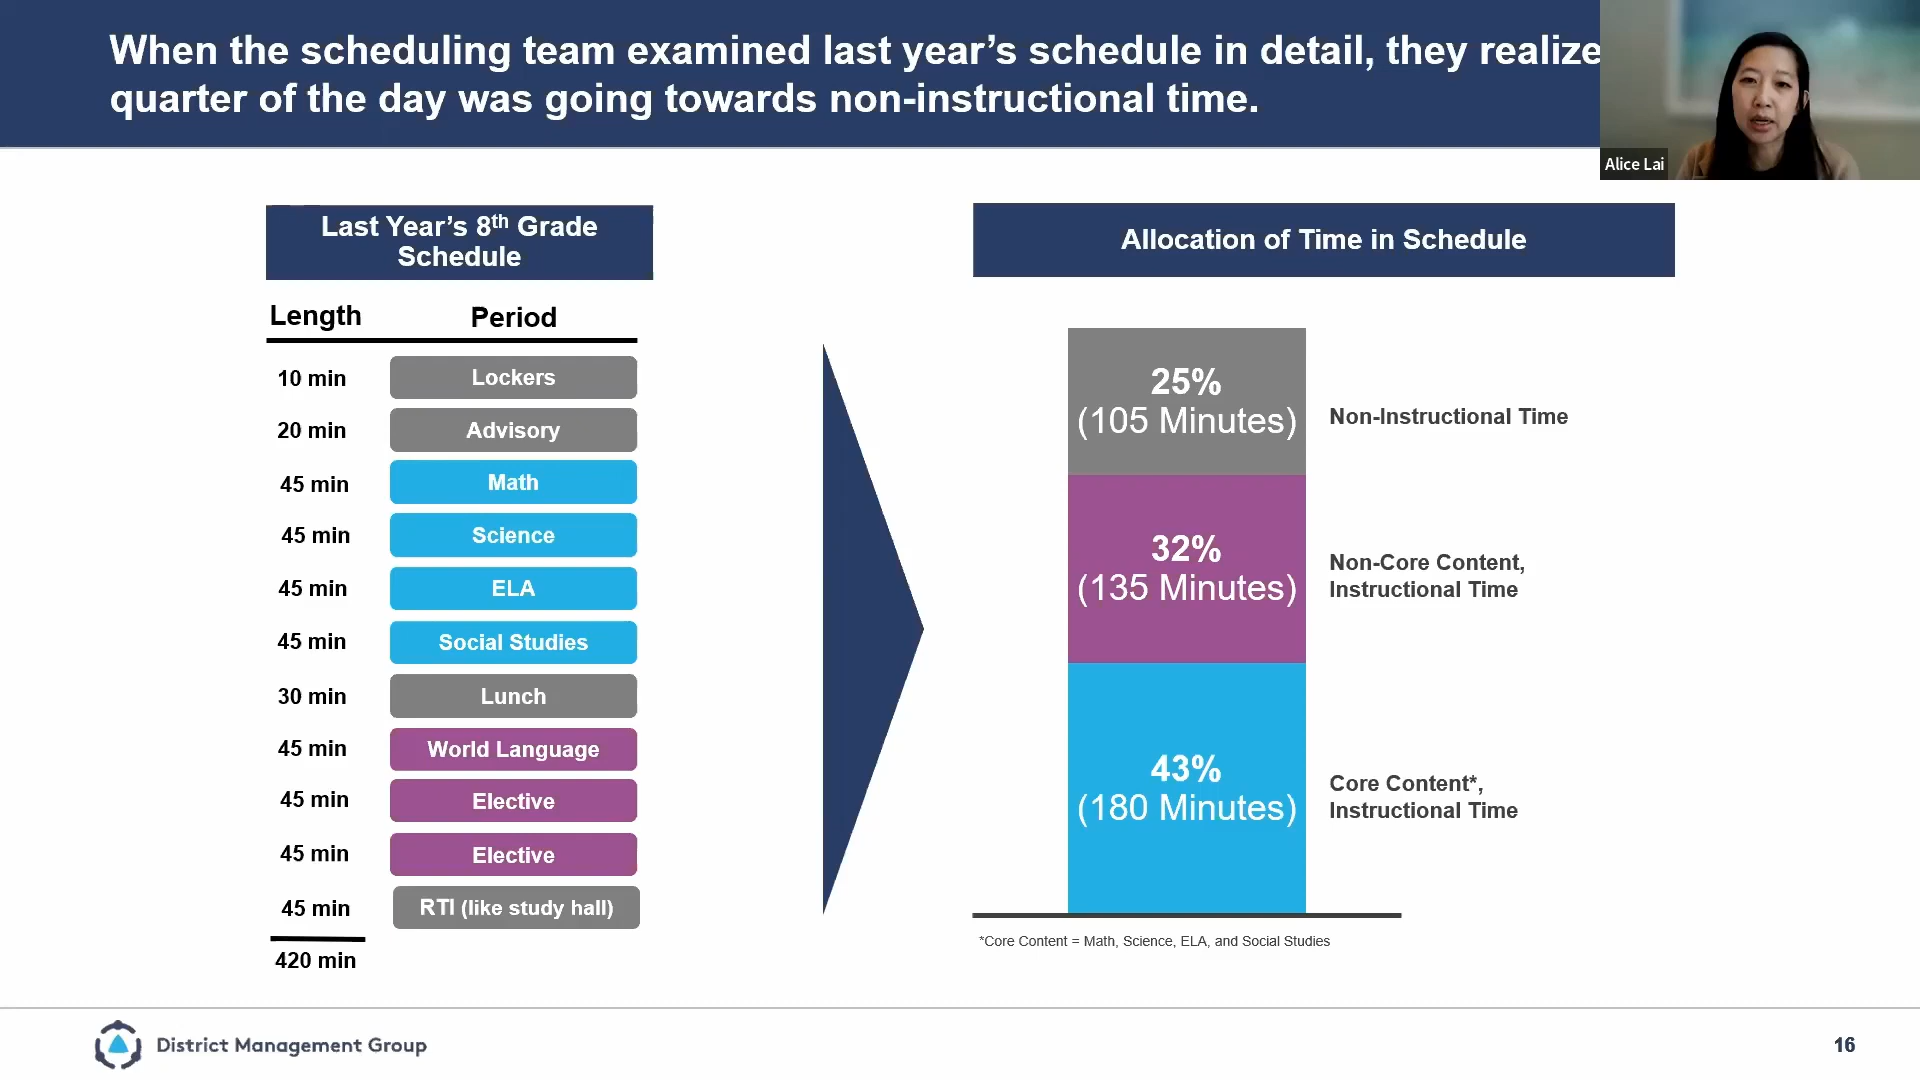 When the scheduling team examined last year’s schedule in detail, they realize
quarter of the day was going towards non-instructional time.
Alice Lai
Last Year’s 8th Grade
Schedule
Length Period
10 min Lockers
20 min Advisory
45 min Math
45 min Science
45 min ELA
45 min Social Studies
30 min Lunch
45 min World Language
45 min Elective
45 min Elective
45 min RTI (like study hall)
420 min
Allocation of Time in Schedule
25%
(105 Minutes)
Non-Instructional Time
32%
(135 Minutes)
Non-Core Content,
Instructional Time
43%
(180 Minutes)
Core Content*,
Instructional Time
*Core Content = Math, Science, ELA, and Social Studies
District Management Group
16